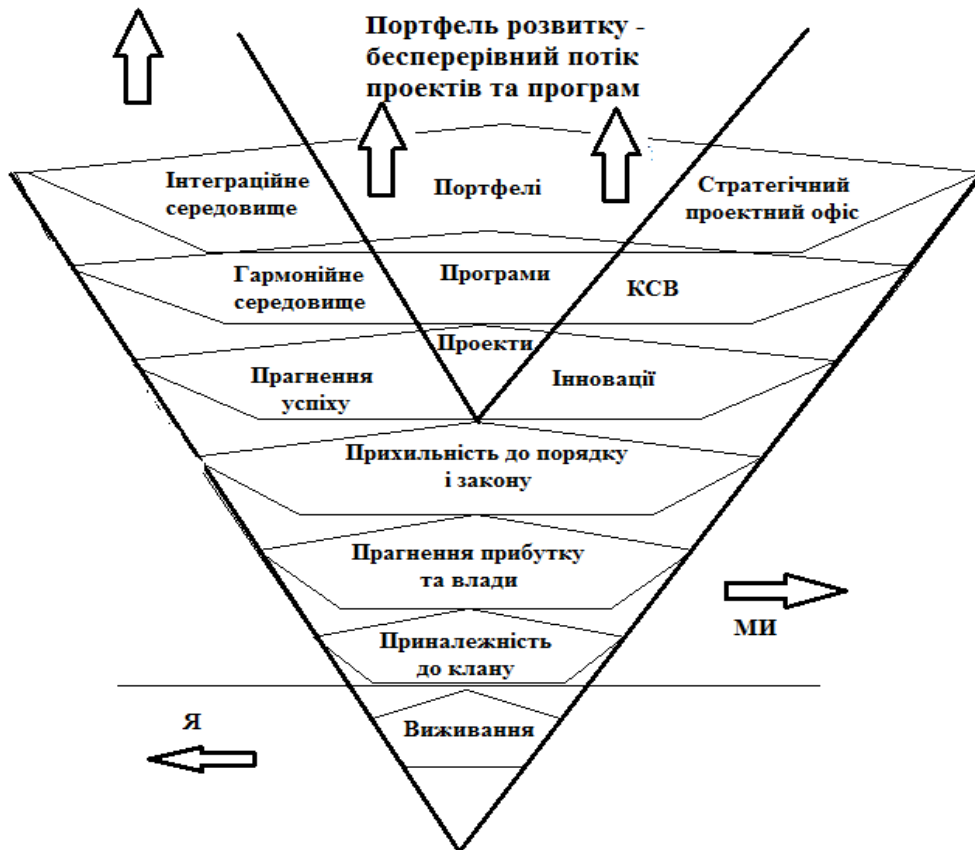 Портфель розвитку -
бесперерівний потік
проектів та програм
Інтеграційне
середовище
Портфелі
Стратегічний
проектний офіс
Гармонійне
середовище
Програми
КСВ
Проекти
Прагнення
успіху
Інновації
Прихильність до порядку
і закону
Прагнення прибутку
та влади
МИ
Приналежність
до клану
Я
Виживання